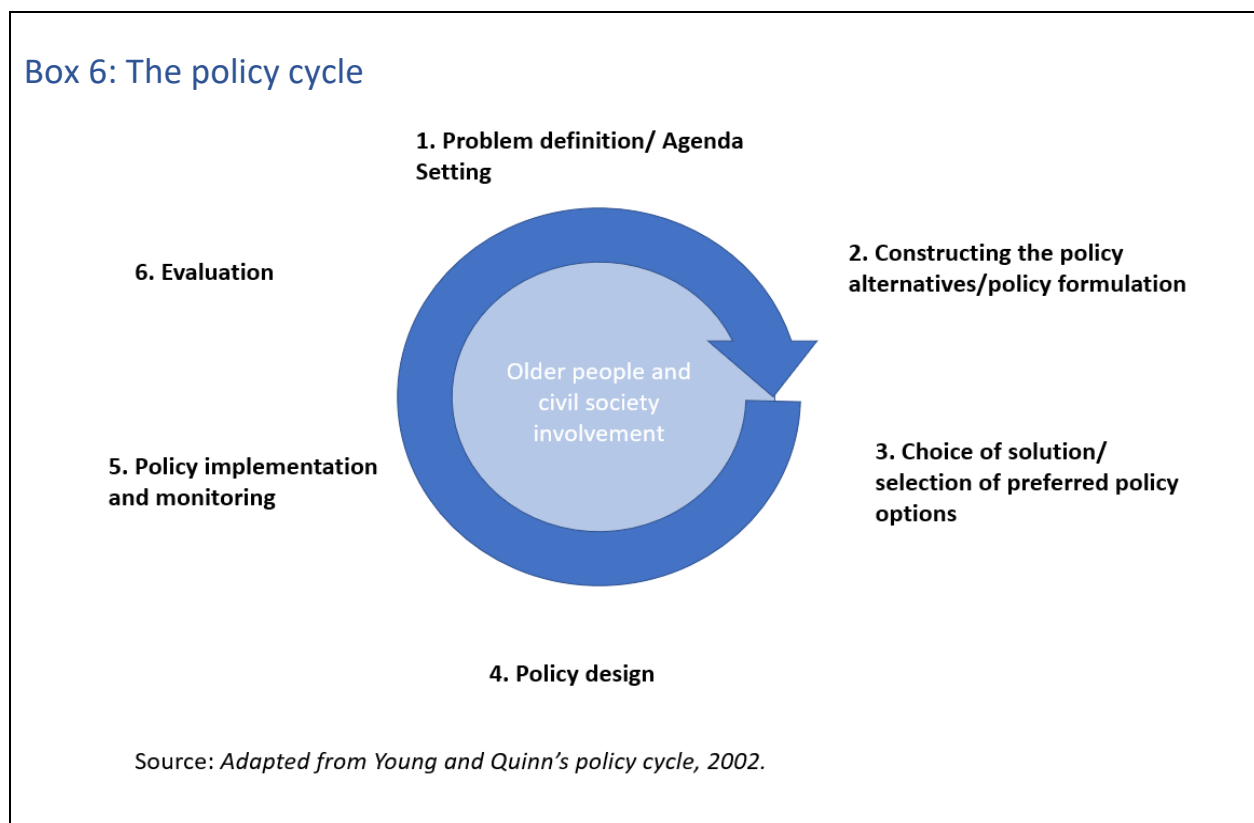 Box 6: The policy cycle
1. Problem definition/ Agenda
Setting
2. Constructing the policy
alternatives/policy formulation
3. Choice of solution/
selection of preferred policy
options
4. Policy design
5. Policy implementation
and monitoring
6. Evaluation
Older people and
civil society
involvement
Source: Adapted from Young and Quinn’s policy cycle, 2002.